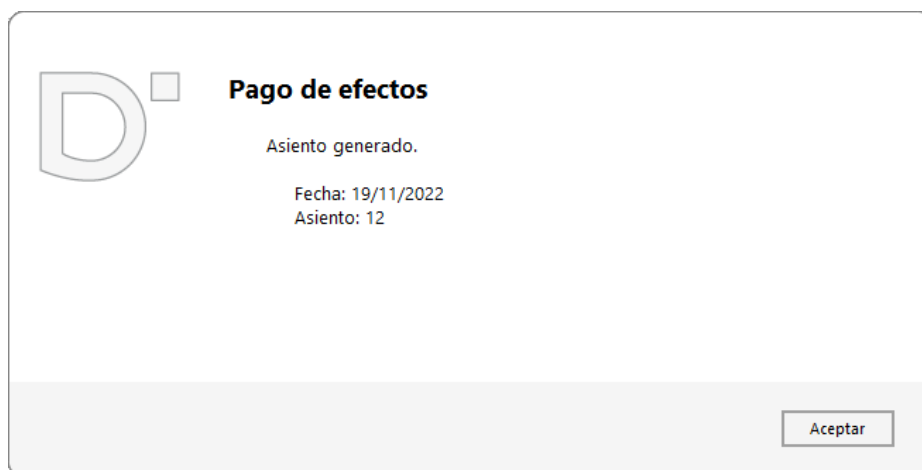 Pago de efectos
Asiento generado.
Fecha: 19/11/2022
Asiento: 12
Aceptar